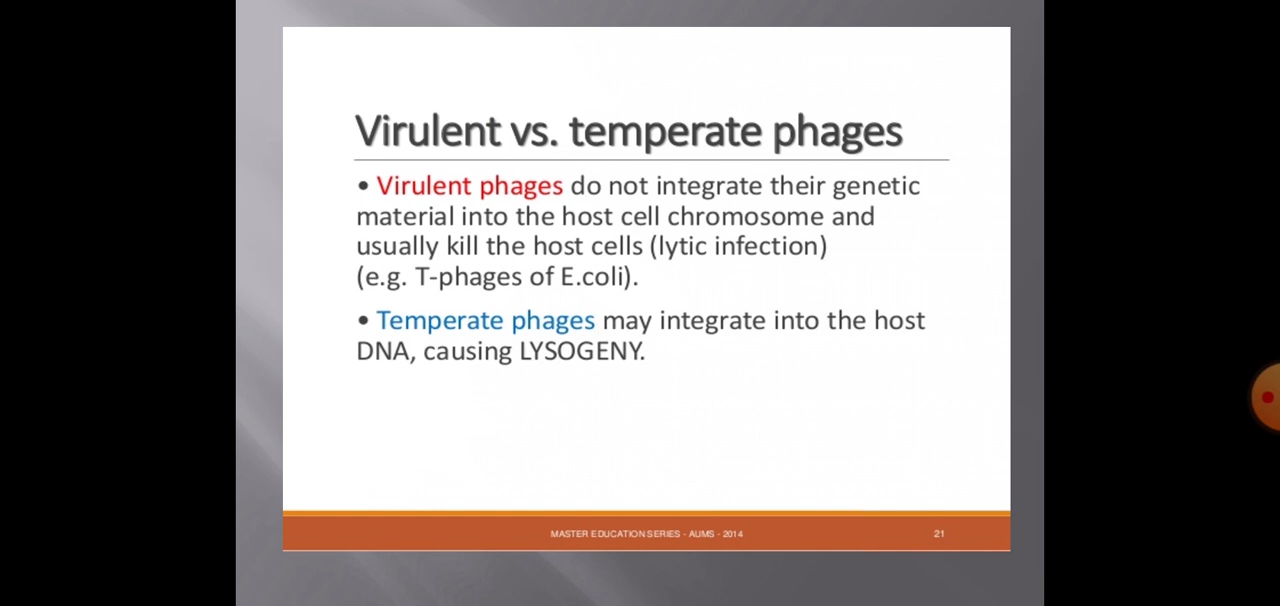 Virulent vs. temperate phages
• Virulent phages do not integrate their genetic
material into the host cell chromosome and
usually kill the host cells (lytic infection)
(e.g. T-phages of E.coli).
• Temperate phages may integrate into the host
DNA, causing LYSOGENY.
MASTER EDUCATION SERIES - AUMS - 2014
21